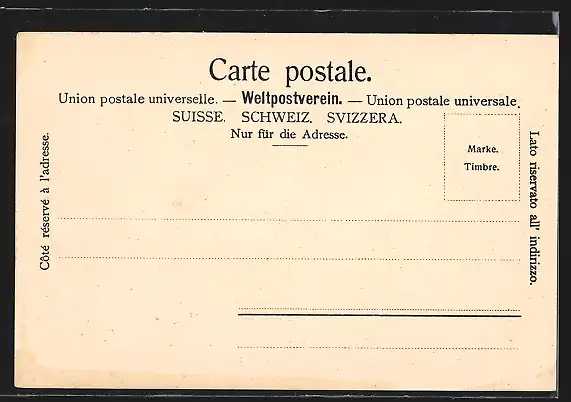 Carte postale.
Union postale universelle. — Weltpostverein. — Union postale universale.
SUISSE. SCHWEIZ. SVIZZERA.
Nur für die Adresse.
Marke.
Timbre.
Côté réservé à l'adresse.
Lato riservato all' indirizzo.